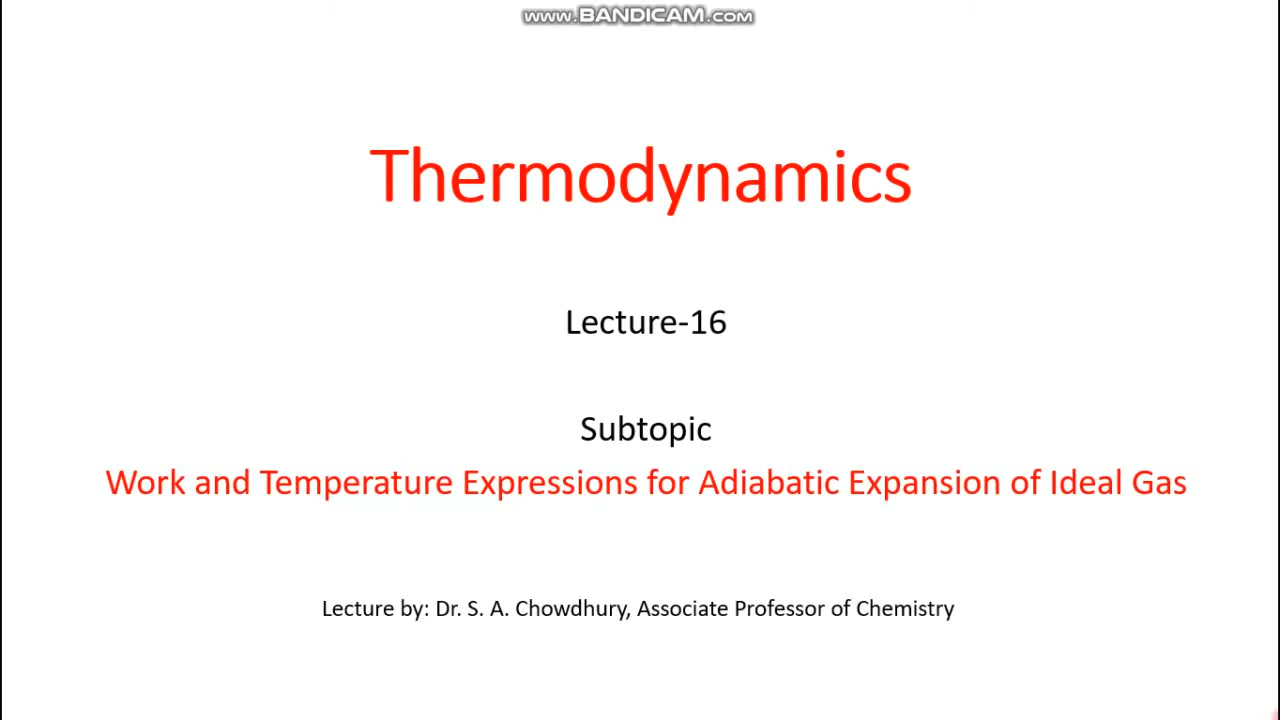 www.BANDICAM.com
Thermodynamics
Lecture-16
Subtopic
Work and Temperature Expressions for Adiabatic Expansion of Ideal Gas
Lecture by: Dr. S. A. Chowdhury, Associate Professor of Chemistry